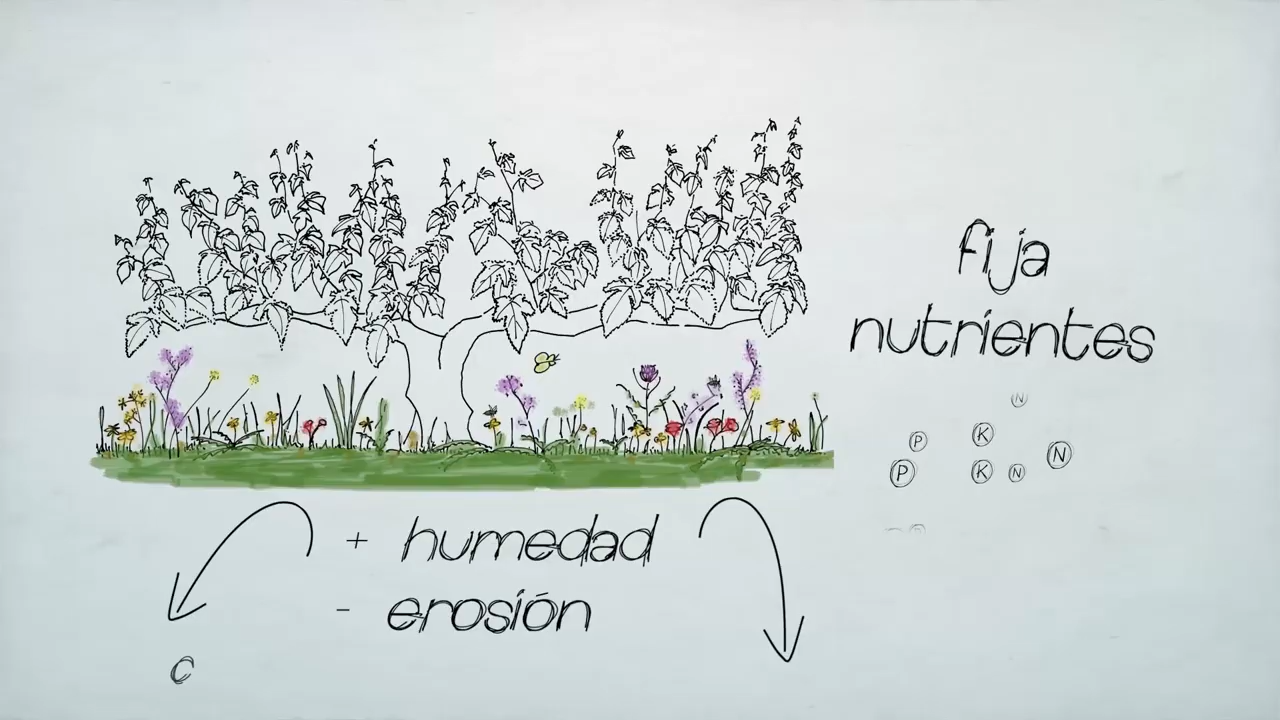 fija
nutrientes
N
P K
N
P K N
+ humedad
- erosión
C